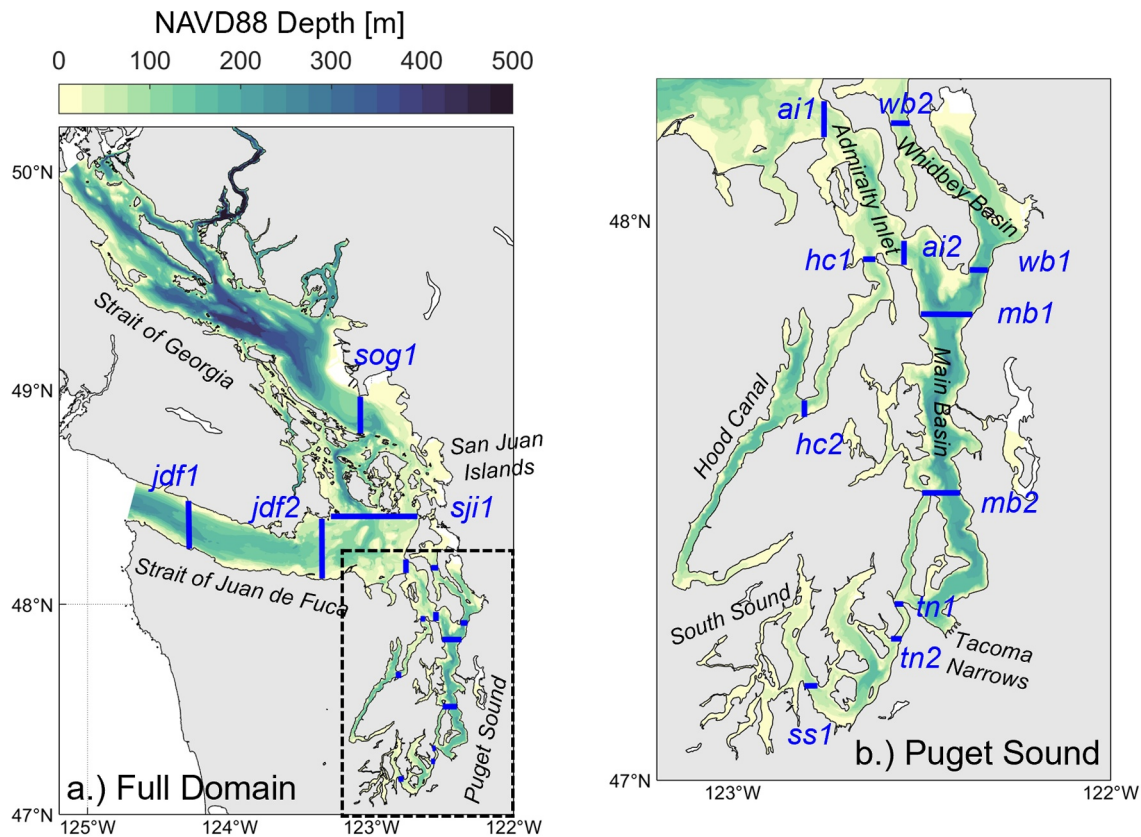 NAVD88 Depth [m]
0 100 200 300 400 500
50°N
49°N
48°N
47°N
125°W 124°W 123°W 122°W
Strait of Georgia
sog1
San Juan
Islands
jdf1
jdf2
sji1
Strait of Juan de Fuca
Puget Sound
a.) Full Domain
ai1
wb2
Admiralty Inlet
Whidbey Basin
48°N
hc1
ai2
wb1
mb1
Main Basin
Hood Canal
hc2
mb2
South Sound
tn1
tn2
Tacoma
Narrows
ss1
b.) Puget Sound
47°N
123°W 122°W